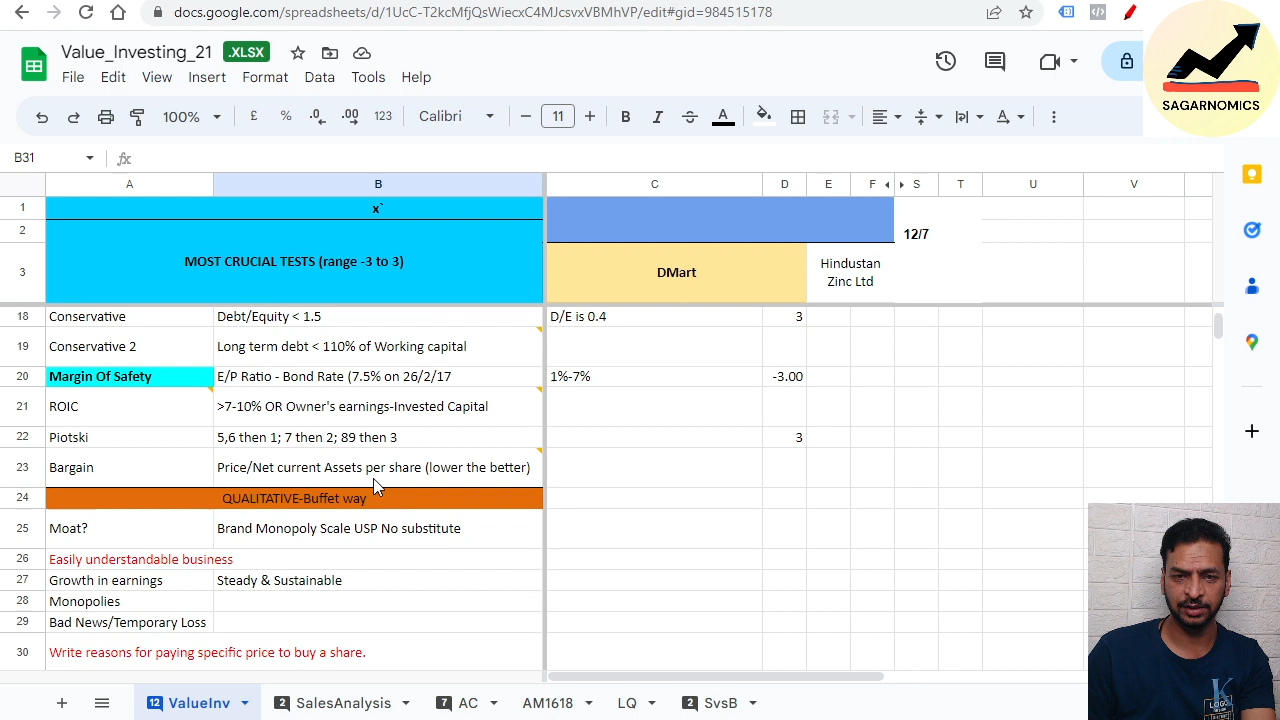 docs.google.com/spreadsheets/d/1UcC-T2kcMfjQsWiecxC4MJcsvxVBMhVP/edit#gid=984515178
Value_Investing_21 .XLSX
File Edit View Insert Format Data Tools Help
100% £ % .0 .00 123 Calibri 11 B I S A
B31 fx
A B C D E F S T U V
1 x`
2 12/7
3 MOST CRUCIAL TESTS (range -3 to 3) DMart Hindustan
Zinc Ltd
18 Conservative Debt/Equity < 1.5 D/E is 0.4 3
19 Conservative 2 Long term debt < 110% of Working capital
20 Margin Of Safety E/P Ratio - Bond Rate (7.5% on 26/2/17 1%-7% -3.00
21 ROIC >7-10% OR Owner's earnings-Invested Capital
22 Piotski 5,6 then 1; 7 then 2; 89 then 3 3
23 Bargain Price/Net current Assets per share (lower the better)
24 QUALITATIVE-Buffet way
25 Moat? Brand Monopoly Scale USP No substitute
26 Easily understandable business
27 Growth in earnings Steady & Sustainable
28 Monopolies
29 Bad News/Temporary Loss
30 Write reasons for paying specific price to buy a share.
12 ValueInv 2 SalesAnalysis 7 AC AM1618 LQ 2 SvsB
SAGARNOMICS